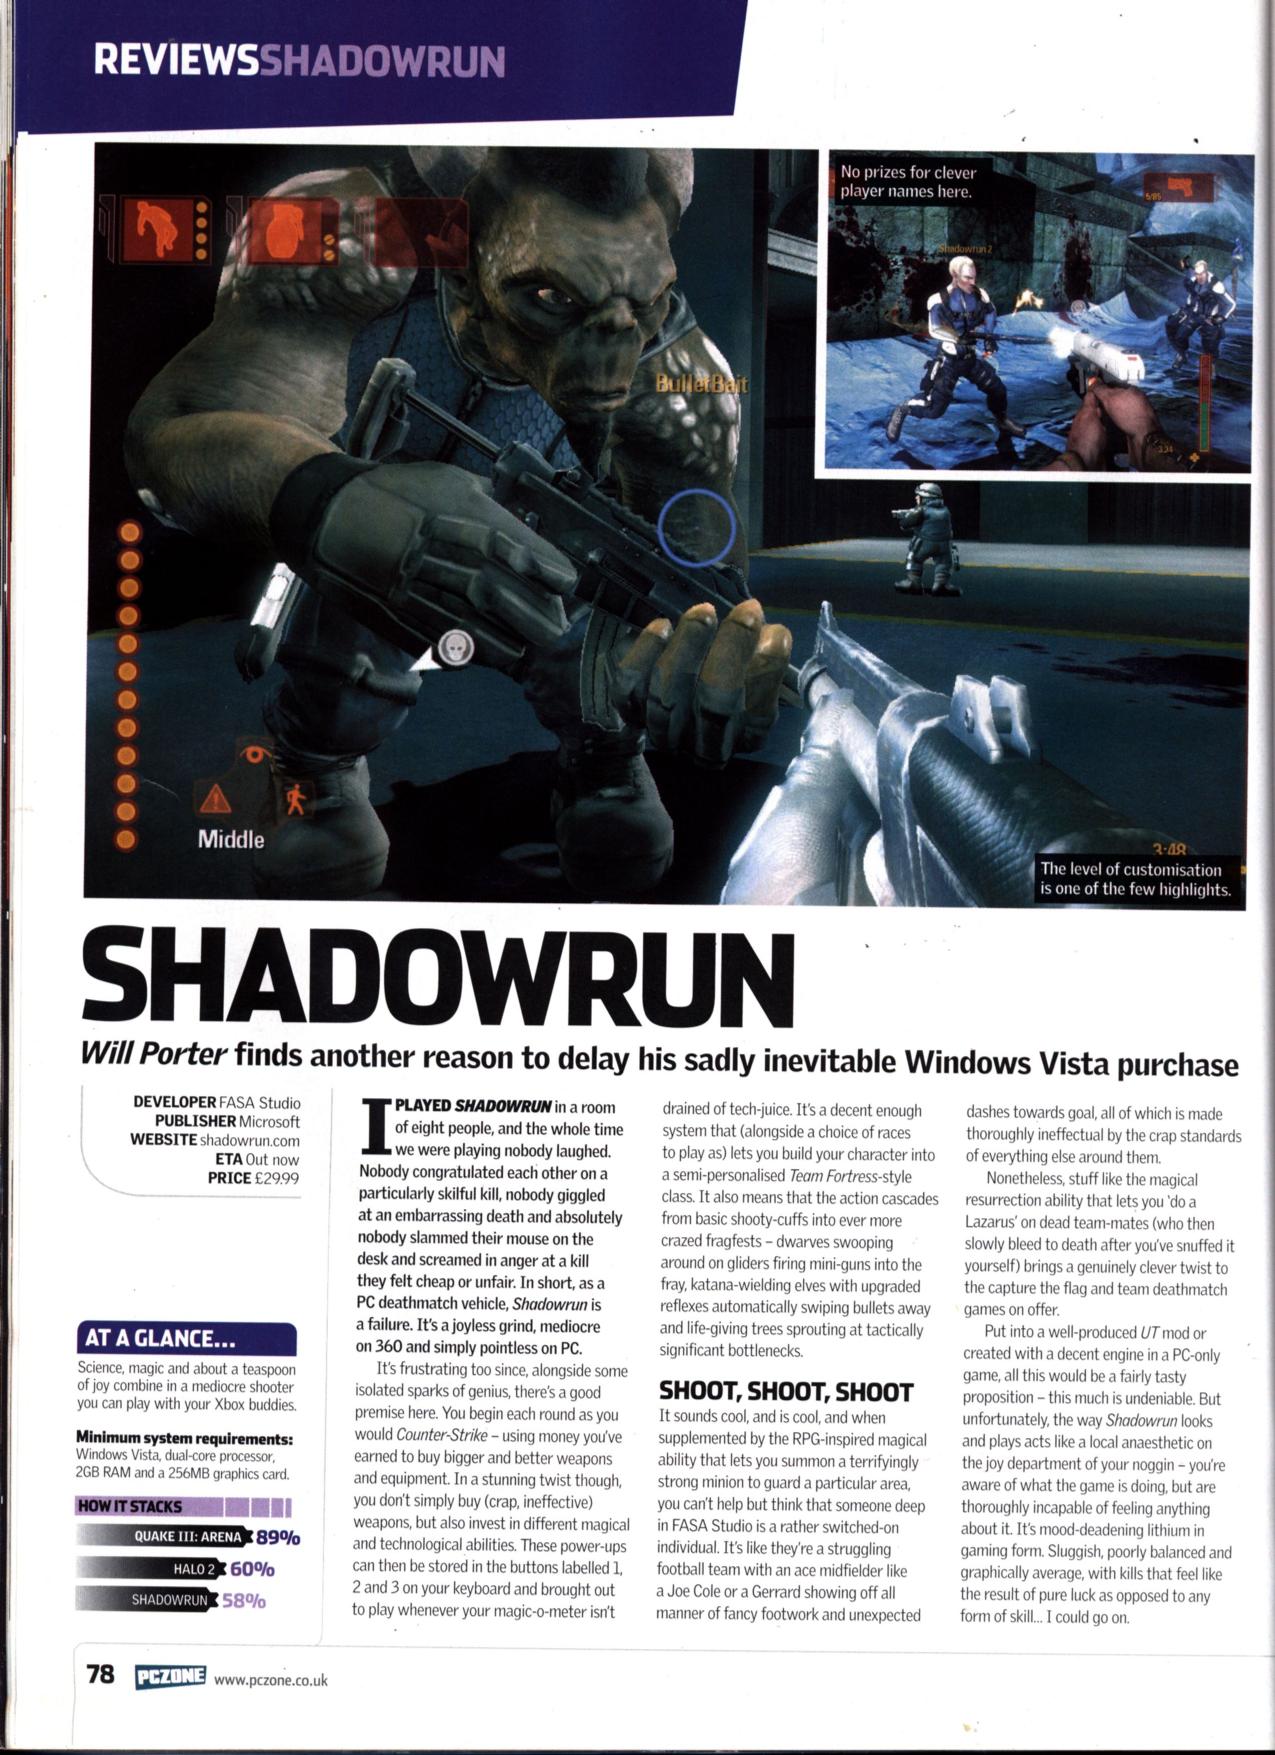 REVIEWSSHADOWRUN
No prizes for clever
player names here.
6/85
Shadowrun2
334
BulletBait
Middle
3:48
The level of customisation
is one of the few highlights.
SHADOWRUN
Will Porter finds another reason to delay his sadly inevitable Windows Vista purchase
DEVELOPER FASA Studio
PUBLISHER Microsoft
WEBSITE shadowrun.com
ETA Out now
PRICE £29.99
AT A GLANCE...
Science, magic and about a teaspoon
of joy combine in a mediocre shooter
you can play with your Xbox buddies.
Minimum system requirements:
Windows Vista, dual-core processor,
2GB RAM and a 256MB graphics card.
HOW IT STACKS
QUAKE III: ARENA 89%
HALO 2 60%
SHADOWRUN 58%
I PLAYED SHADOWRUN in a room
of eight people, and the whole time
we were playing nobody laughed.
Nobody congratulated each other on a
particularly skilful kill, nobody giggled
at an embarrassing death and absolutely
nobody slammed their mouse on the
desk and screamed in anger at a kill
they felt cheap or unfair. In short, as a
PC deathmatch vehicle, Shadowrun is
a failure. It's a joyless grind, mediocre
on 360 and simply pointless on PC.
It's frustrating too since, alongside some
isolated sparks of genius, there's a good
premise here. You begin each round as you
would Counter-Strike – using money you've
earned to buy bigger and better weapons
and equipment. In a stunning twist though,
you don't simply buy (crap, ineffective)
weapons, but also invest in different magical
and technological abilities. These power-ups
can then be stored in the buttons labelled 1,
2 and 3 on your keyboard and brought out
to play whenever your magic-o-meter isn't
drained of tech-juice. It's a decent enough
system that (alongside a choice of races
to play as) lets you build your character into
a semi-personalised Team Fortress-style
class. It also means that the action cascades
from basic shooty-cuffs into ever more
crazed fragfests – dwarves swooping
around on gliders firing mini-guns into the
fray, katana-wielding elves with upgraded
reflexes automatically swiping bullets away
and life-giving trees sprouting at tactically
significant bottlenecks.
SHOOT, SHOOT, SHOOT
It sounds cool, and is cool, and when
supplemented by the RPG-inspired magical
ability that lets you summon a terrifyingly
strong minion to guard a particular area,
you can't help but think that someone deep
in FASA Studio is a rather switched-on
individual. It's like they're a struggling
football team with an ace midfielder like
a Joe Cole or a Gerrard showing off all
manner of fancy footwork and unexpected
dashes towards goal, all of which is made
thoroughly ineffectual by the crap standards
of everything else around them.
Nonetheless, stuff like the magical
resurrection ability that lets you 'do a
Lazarus' on dead team-mates (who then
slowly bleed to death after you've snuffed it
yourself) brings a genuinely clever twist to
the capture the flag and team deathmatch
games on offer.
Put into a well-produced UT mod or
created with a decent engine in a PC-only
game, all this would be a fairly tasty
proposition – this much is undeniable. But
unfortunately, the way Shadowrun looks
and plays acts like a local anaesthetic on
the joy department of your noggin – you're
aware of what the game is doing, but are
thoroughly incapable of feeling anything
about it. It's mood-deadening lithium in
gaming form. Sluggish, poorly balanced and
graphically average, with kills that feel like
the result of pure luck as opposed to any
form of skill... I could go on.
78 PCZONE www.pczone.co.uk